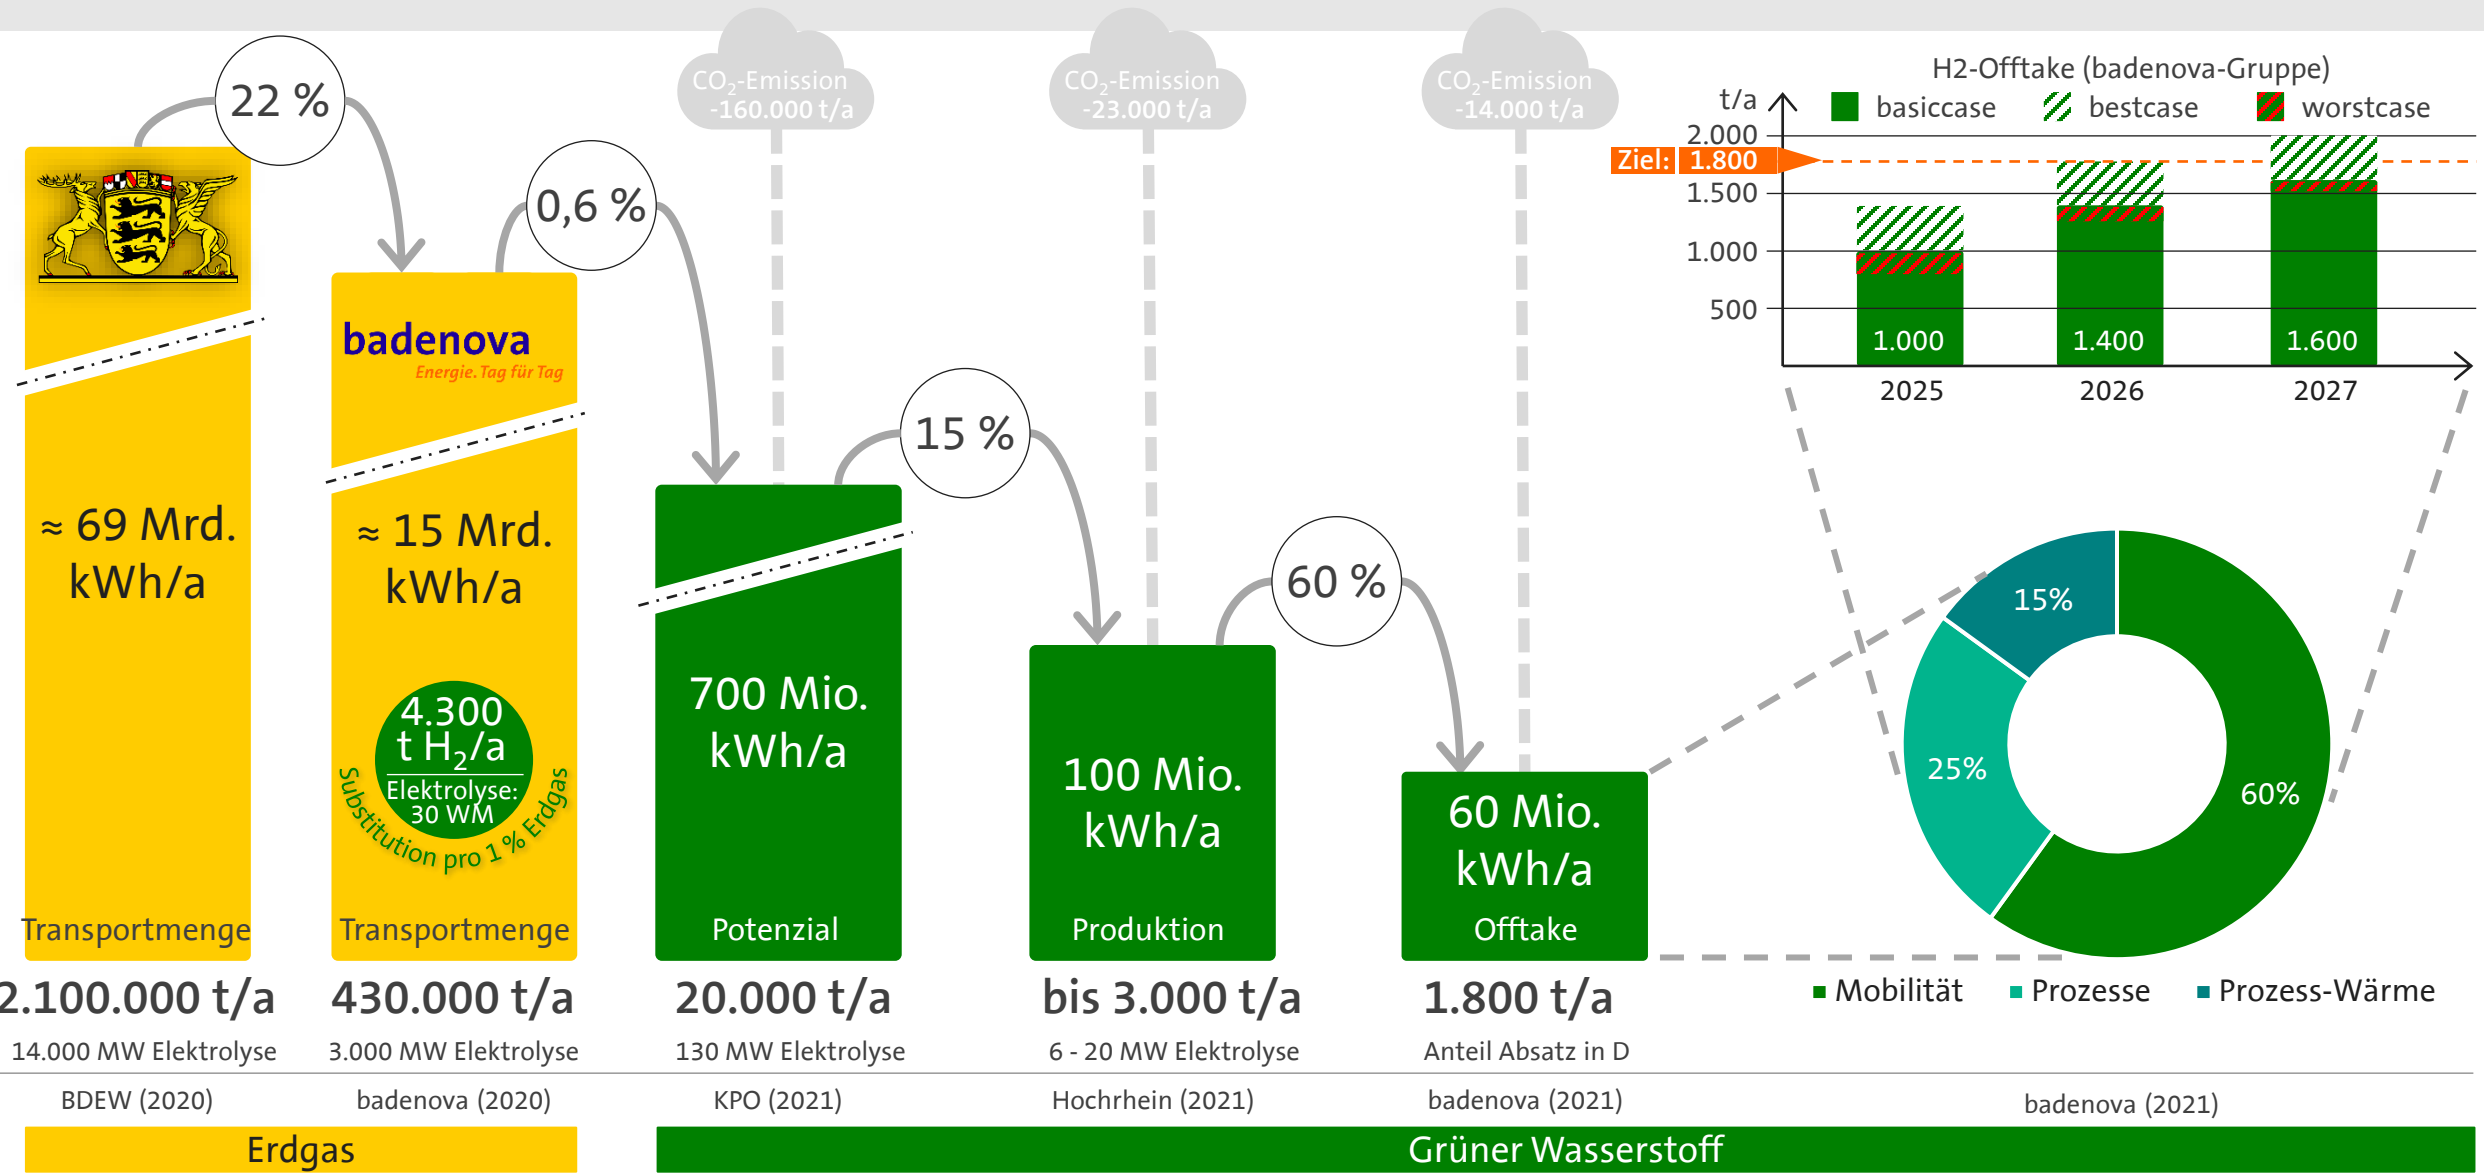 CO₂-Emission
-160.000 t/a
CO₂-Emission
-23.000 t/a
CO₂-Emission
-14.000 t/a
22 %
0,6 %
15 %
60 %
≈ 69 Mrd.
kWh/a
Transportmenge
badenova
Energie. Tag für Tag
≈ 15 Mrd.
kWh/a
4.300
t H₂/a
Elektrolyse:
30 WM
Substitution pro 1 % Erdgas
Transportmenge
700 Mio.
kWh/a
Potenzial
100 Mio.
kWh/a
Produktion
60 Mio.
kWh/a
Offtake
H2-Offtake (badenova-Gruppe)
t/a
basiccase
bestcase
worstcase
2.000
Ziel: 1.800
1.500
1.000
500
1.000
1.400
1.600
2025
2026
2027
15%
25%
60%
Mobilität
Prozesse
Prozess-Wärme
2.100.000 t/a
430.000 t/a
20.000 t/a
bis 3.000 t/a
1.800 t/a
14.000 MW Elektrolyse
3.000 MW Elektrolyse
130 MW Elektrolyse
6 - 20 MW Elektrolyse
Anteil Absatz in D
BDEW (2020)
badenova (2020)
KPO (2021)
Hochrhein (2021)
badenova (2021)
badenova (2021)
Erdgas
Grüner Wasserstoff